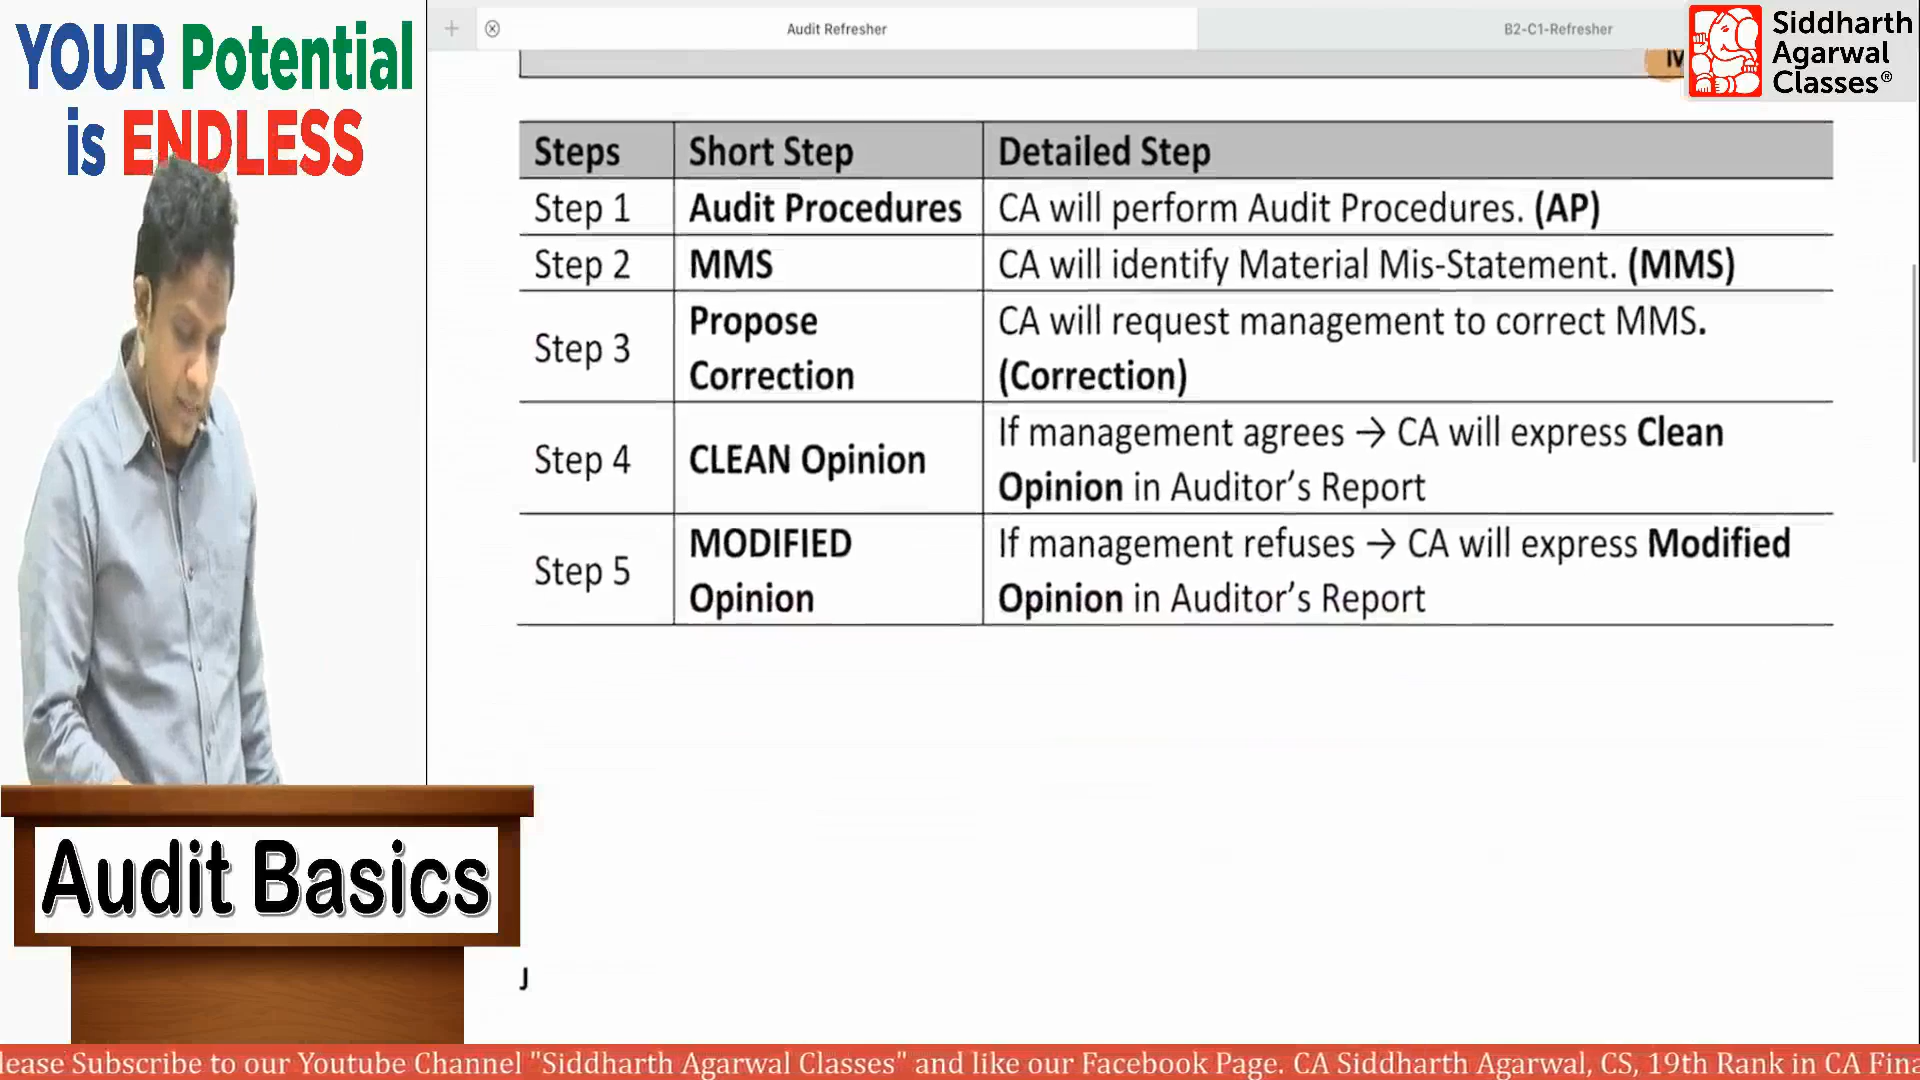 YOUR Potential
is ENDLESS
Audit Refresher
B2-C1-Refresher
Siddharth
Agarwal
Classes®
Steps Short Step Detailed Step
Step 1 Audit Procedures CA will perform Audit Procedures. (AP)
Step 2 MMS CA will identify Material Mis-Statement. (MMS)
Step 3 Propose Correction CA will request management to correct MMS.
(Correction)
Step 4 CLEAN Opinion If management agrees → CA will express Clean
Opinion in Auditor's Report
Step 5 MODIFIED Opinion If management refuses → CA will express Modified
Opinion in Auditor's Report
Audit Basics
J
lease Subscribe to our Youtube Channel "Siddharth Agarwal Classes" and like our Facebook Page. CA Siddharth Agarwal, CS, 19th Rank in CA Fina